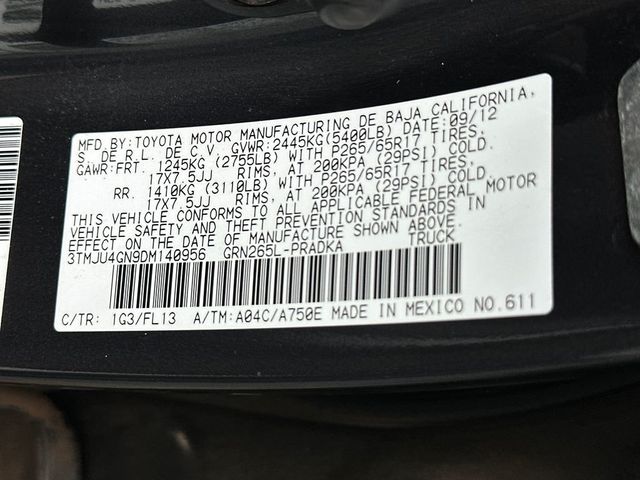 MFD.BY:TOYOTA MOTOR MANUFACTURING DE BAJA CALIFORNIA,
S. DE R.L. DE C.V. GVWR:2445KG(5400LB) DATE:09/12
GAWR:FRT. 1245KG (2755LB) WITH P265/65R17 TIRES,
17X7.5JJ RIMS, AT 200KPA (29PSI) COLD.
RR. 1410KG (3110LB) WITH P265/65R17 TIRES,
17X7.5JJ RIMS, AT 200KPA (29PSI) COLD.
THIS VEHICLE CONFORMS TO ALL APPLICABLE FEDERAL MOTOR
VEHICLE SAFETY AND THEFT PREVENTION STANDARDS IN
EFFECT ON THE DATE OF MANUFACTURE SHOWN ABOVE.
3TMJU4GN9DM140956 GRN265L-PRADKA TRUCK
C/TR: 1G3/FL13 A/TM:A04C/A750E MADE IN MEXICO NO.611